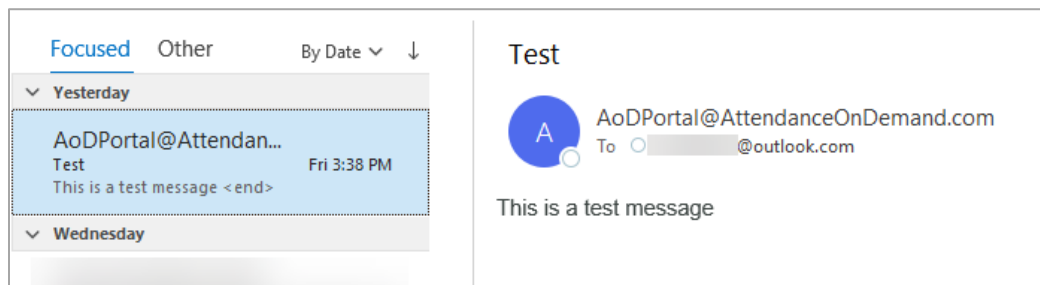 Focused Other By Date
Yesterday
AoDPortal@Attendan...
Test Fri 3:38 PM
This is a test message <end>
Wednesday
Test
A
AoDPortal@AttendanceOnDemand.com
To @outlook.com
This is a test message